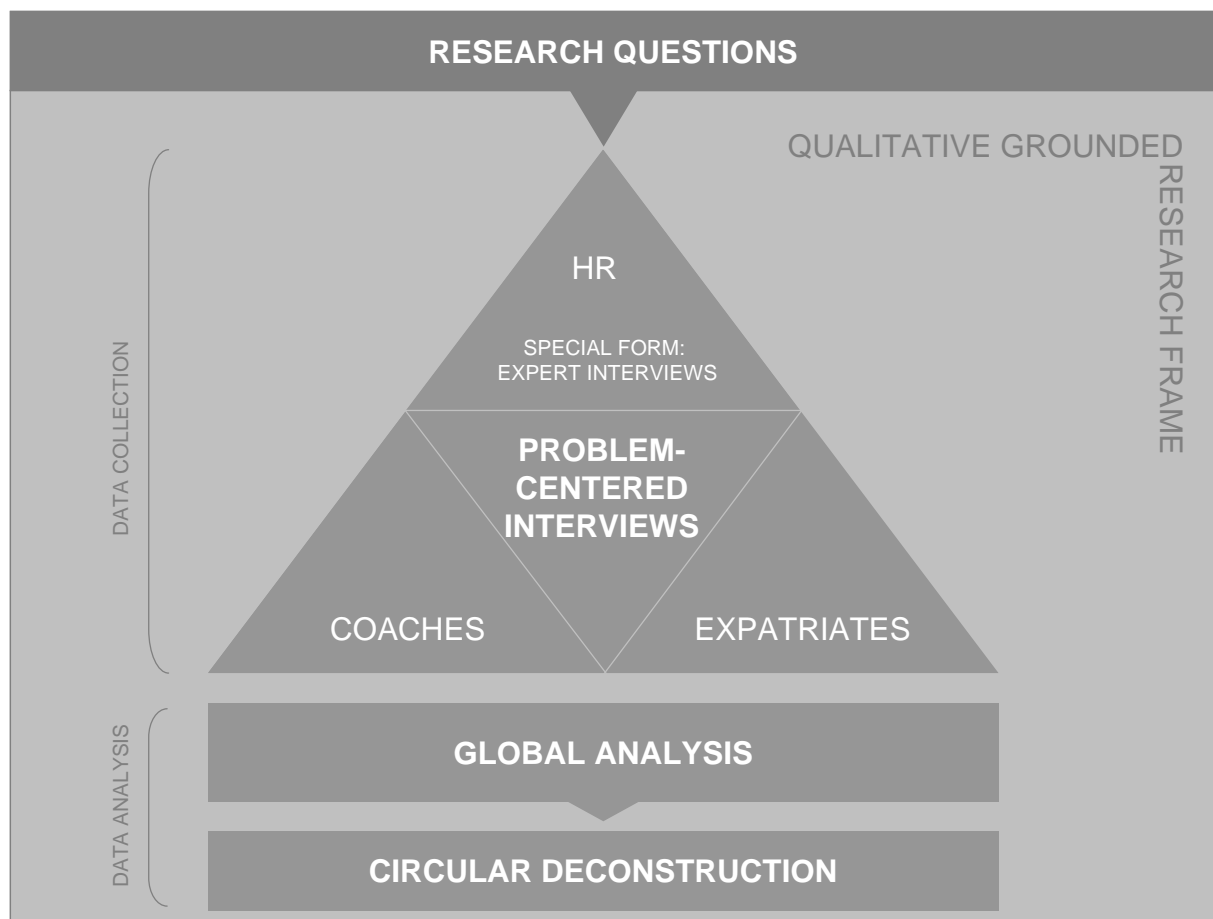 RESEARCH QUESTIONS
QUALITATIVE GROUNDED
RESEARCH FRAME
DATA COLLECTION
HR
SPECIAL FORM:
EXPERT INTERVIEWS
PROBLEM-
CENTERED
INTERVIEWS
COACHES
EXPATRIATES
DATA ANALYSIS
GLOBAL ANALYSIS
CIRCULAR DECONSTRUCTION